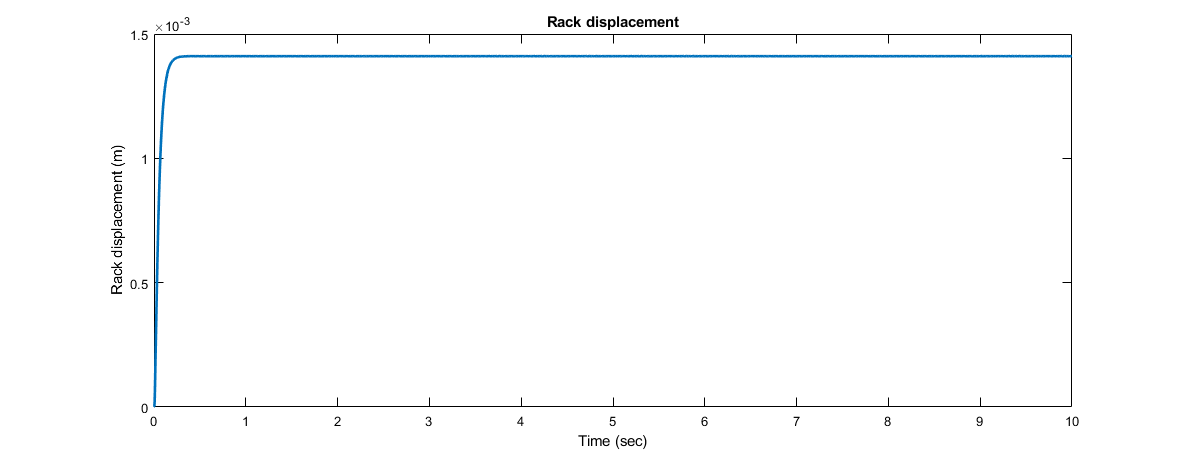 Rack displacement
×10-3
1.5
1
0.5
0
Rack displacement (m)
0 1 2 3 4 5 6 7 8 9 10
Time (sec)